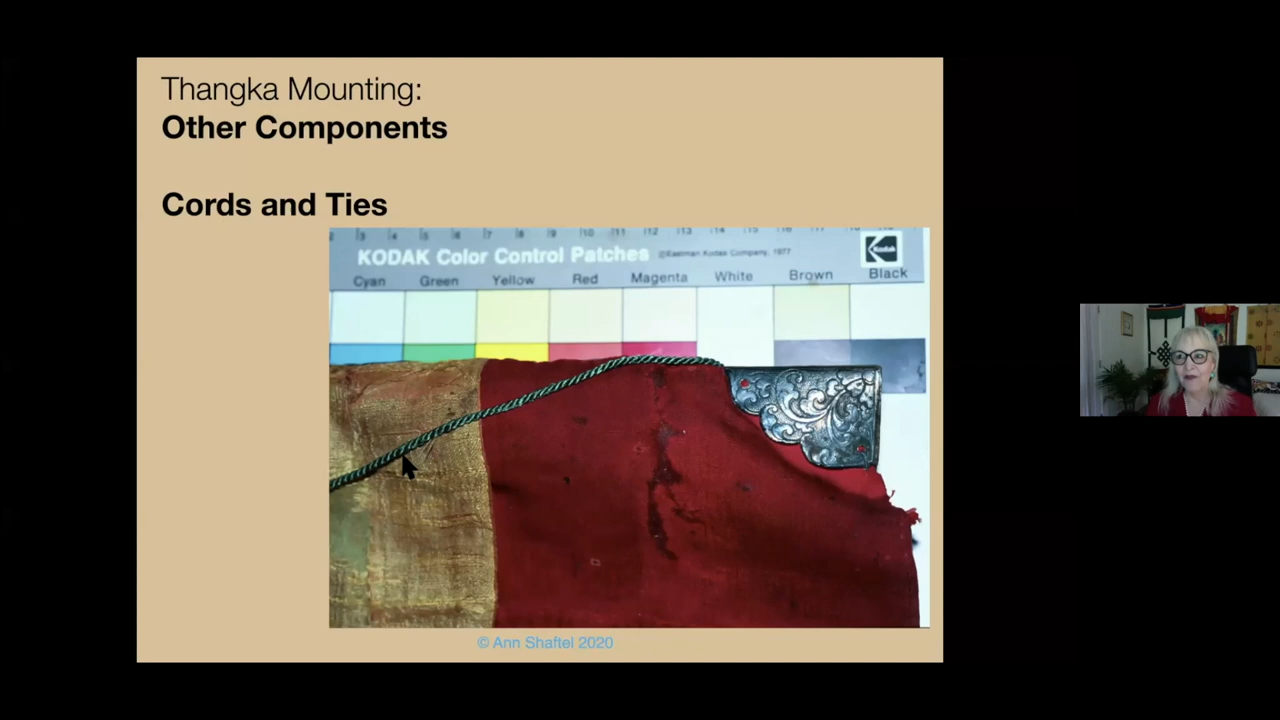 Thangka Mounting:
Other Components
Cords and Ties
KODAK Color Control Patches ©Eastman Kodak Company, 1977
Kodak
Cyan Green Yellow Red Magenta White Brown Black
© Ann Shaftel 2020